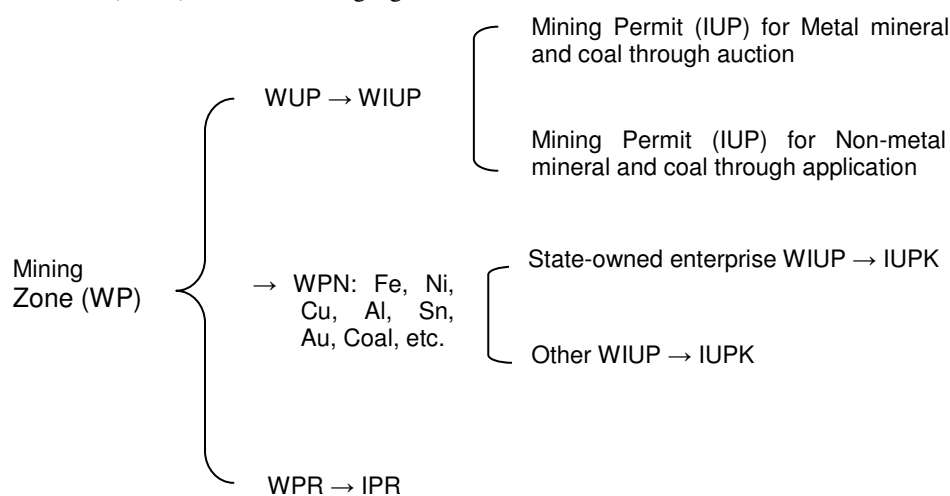 Mining Permit (IUP) for Metal mineral
and coal through auction
WUP → WIUP
Mining Permit (IUP) for Non-metal
mineral and coal through application
Mining
Zone (WP)
→ WPN: Fe, Ni,
Cu, Al, Sn,
Au, Coal, etc.
State-owned enterprise WIUP → IUPK
Other WIUP → IUPK
WPR → IPR